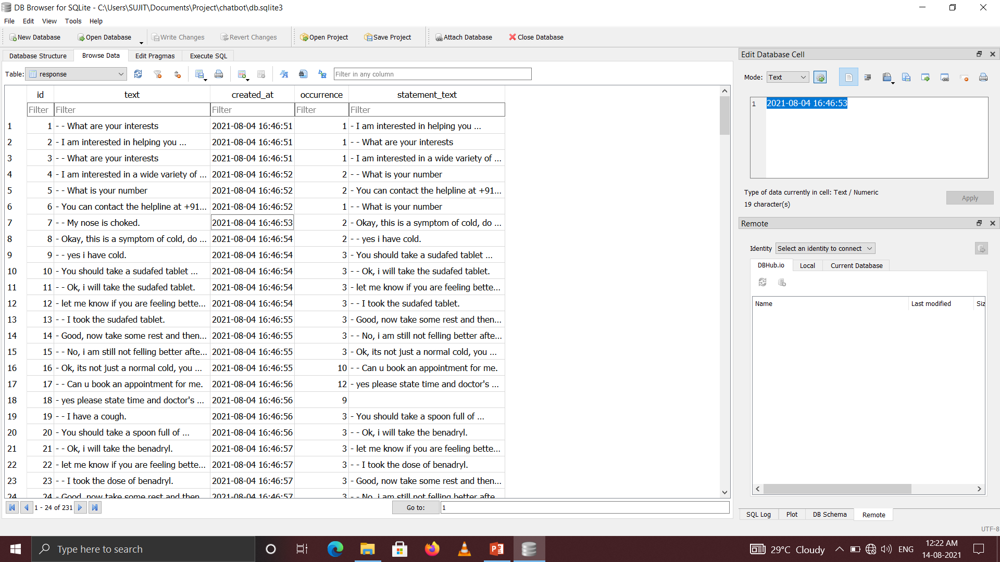 DB Browser for SQLite - C:\Users\SUJIT\Documents\Project\chatbot\db.sqlite3
File Edit View Tools Help
New Database Open Database Write Changes Revert Changes Open Project Save Project Attach Database Close Database
Database Structure Browse Data Edit Pragmas Execute SQL
Table: response Filter in any column
id text created_at occurrence statement_text
Filter Filter Filter Filter Filter
1 1 - - What are your interests 2021-08-04 16:46:51 1 - I am interested in helping you ...
2 2 - I am interested in helping you ... 2021-08-04 16:46:51 1 - - What are your interests
3 3 - - What are your interests 2021-08-04 16:46:51 1 - I am interested in a wide variety of ...
4 4 - I am interested in a wide variety of ... 2021-08-04 16:46:52 2 - - What is your number
5 5 - - What is your number 2021-08-04 16:46:52 2 - You can contact the helpline at +91...
6 6 - You can contact the helpline at +91... 2021-08-04 16:46:52 1 - - What is your number
7 7 - - My nose is choked. 2021-08-04 16:46:53 2 - Okay, this is a symptom of cold, do ...
8 8 - Okay, this is a symptom of cold, do ... 2021-08-04 16:46:54 2 - - yes i have cold.
9 9 - - yes i have cold. 2021-08-04 16:46:54 3 - You should take a sudafed tablet ...
10 10 - You should take a sudafed tablet ... 2021-08-04 16:46:54 3 - - Ok, i will take the sudafed tablet.
11 11 - - Ok, i will take the sudafed tablet. 2021-08-04 16:46:54 3 - let me know if you are feeling bette...
12 12 - let me know if you are feeling bette... 2021-08-04 16:46:54 3 - - I took the sudafed tablet.
13 13 - - I took the sudafed tablet. 2021-08-04 16:46:55 3 - Good, now take some rest and then...
14 14 - Good, now take some rest and then... 2021-08-04 16:46:55 3 - - No, i am still not felling better afte...
15 15 - - No, i am still not felling better afte... 2021-08-04 16:46:55 3 - Ok, its not just a normal cold, you ...
16 16 - Ok, its not just a normal cold, you ... 2021-08-04 16:46:55 10 - - Can u book an appointment for me.
17 17 - - Can u book an appointment for me. 2021-08-04 16:46:56 12 - yes please state time and doctor's ...
18 18 - yes please state time and doctor's ... 2021-08-04 16:46:56 9
19 19 - - I have a cough. 2021-08-04 16:46:56 3 - You should take a spoon full of ...
20 20 - You should take a spoon full of ... 2021-08-04 16:46:56 3 - - Ok, i will take the benadryl.
21 21 - - Ok, i will take the benadryl. 2021-08-04 16:46:57 3 - let me know if you are feeling bette...
22 22 - let me know if you are feeling bette... 2021-08-04 16:46:57 3 - - I took the dose of benadryl.
23 23 - - I took the dose of benadryl. 2021-08-04 16:46:57 3 - Good, now take some rest and then...
24 24 - Good, now take some rest and then 2021-08-04 16:46:57 3 - - No, i am still not felling better afte
1 - 24 of 231 Go to: 1
Edit Database Cell
Mode: Text
1 2021-08-04 16:46:53
Type of data currently in cell: Text / Numeric
19 character(s)
Apply
Remote
Identity Select an identity to connect
DBHub.io Local Current Database
Name Last modified Siz
SQL Log Plot DB Schema Remote
UTF-8
Type here to search
29°C Cloudy ENG
12:22 AM
14-08-2021